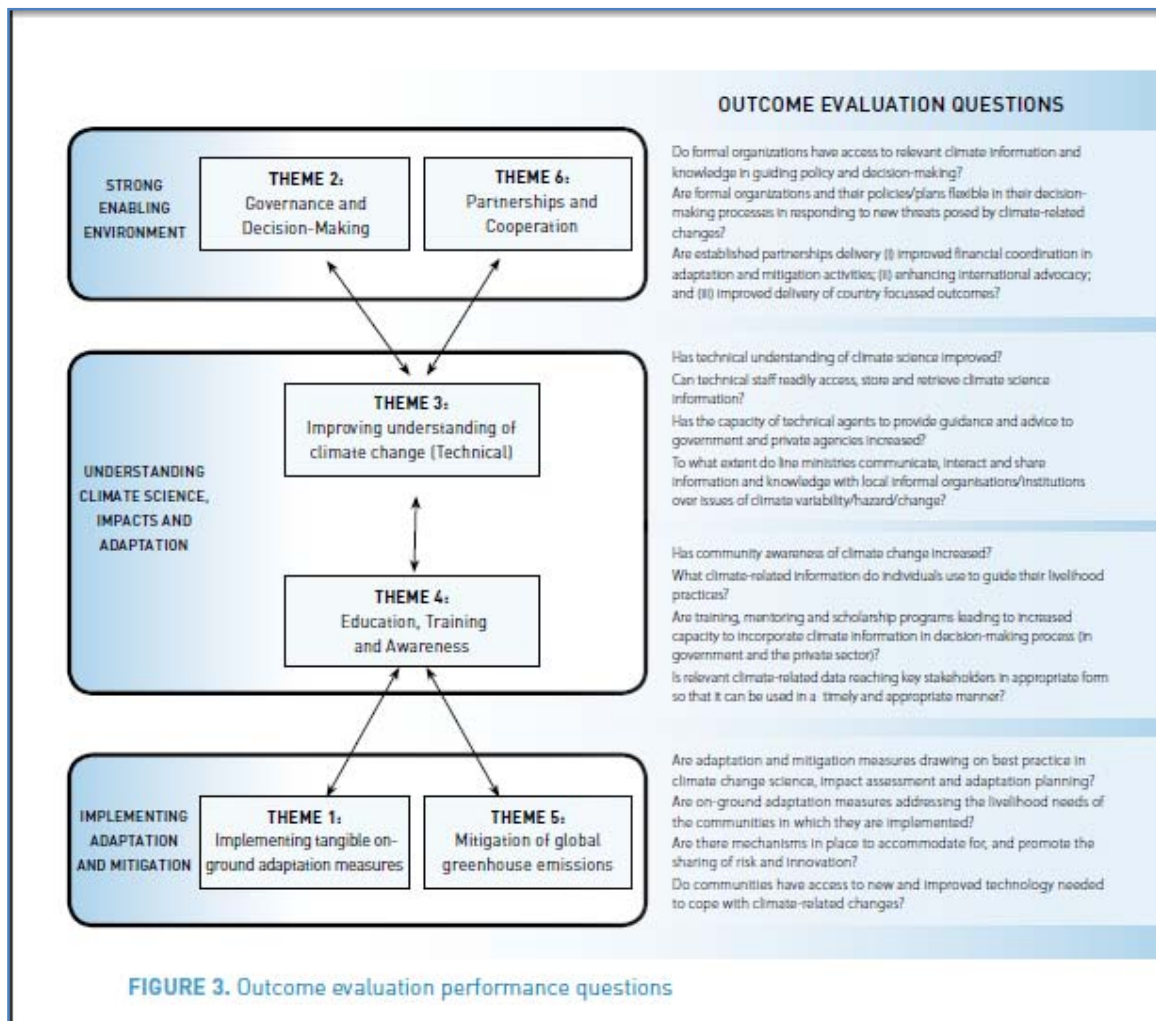 OUTCOME EVALUATION QUESTIONS
STRONG
ENABLING
ENVIRONMENT
THEME 2:
Governance and
Decision-Making
THEME 6:
Partnerships and
Cooperation
Do formal organizations have access to relevant climate information and
knowledge in guiding policy and decision-making?
Are formal organizations and their policies/plans flexible in their decision-
making processes in responding to new threats posed by climate-related
changes?
Are established partnerships delivery (i) improved financial coordination in
adaptation and mitigation activities; (ii) enhancing international advocacy;
and (iii) improved delivery of country focussed outcomes?
UNDERSTANDING
CLIMATE SCIENCE,
IMPACTS AND
ADAPTATION
THEME 3:
Improving understanding of
climate change (Technical)
Has technical understanding of climate science improved?
Can technical staff readily access, store and retrieve climate science
information?
Has the capacity of technical agents to provide guidance and advice to
government and private agencies increased?
To what extent do line ministries communicate, interact and share
information and knowledge with local informal organisations/institutions
over issues of climate variability/hazard/change?
THEME 4:
Education, Training
and Awareness
Has community awareness of climate change increased?
What climate-related information do individuals use to guide their livelihood
practices?
Are training, mentoring and scholarship programs leading to increased
capacity to incorporate climate information in decision-making process (in
government and the private sector)?
Is relevant climate-related data reaching key stakeholders in appropriate form
so that it can be used in a timely and appropriate manner?
IMPLEMENTING
ADAPTATION
AND MITIGATION
THEME 1:
Implementing tangible on-
ground adaptation measures
THEME 5:
Mitigation of global
greenhouse emissions
Are adaptation and mitigation measures drawing on best practice in
climate change science, impact assessment and adaptation planning?
Are on-ground adaptation measures addressing the livelihood needs of
the communities in which they are implemented?
Are there mechanisms in place to accommodate for, and promote the
sharing of risk and innovation?
Do communities have access to new and improved technology needed
to cope with climate-related changes?
FIGURE 3. Outcome evaluation performance questions